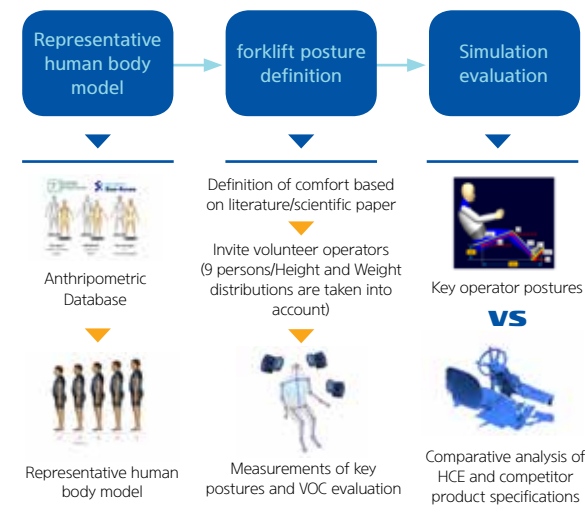 Representative
human body
model
forklift posture
definition
Simulation
evaluation
Anthripometric
Database
Representative human
body model
Definition of comfort based
on literature/scientific paper
Invite volunteer operators
(9 persons/Height and Weight
distributions are taken into
account)
Measurements of key
postures and VOC evaluation
Key operator postures
VS
Comparative analysis of
HCE and competitor
product specifications